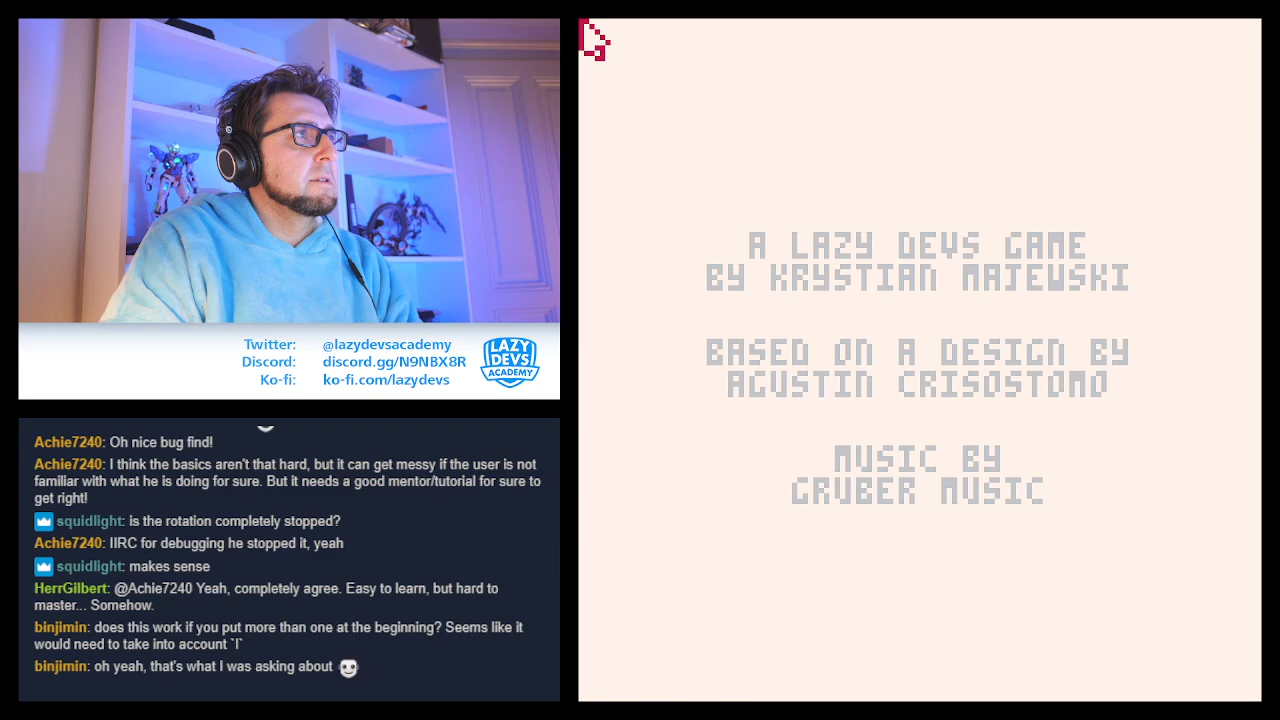 Twitter: @lazydevsacademy
Discord: discord.gg/N9NBX8R
Ko-fi: ko-fi.com/lazydevs
LAZY
DEVS
ACADEMY
Achie7240: Oh nice bug find!
Achie7240: I think the basics aren't that hard, but it can get messy if the user is not
familiar with what he is doing for sure. But it needs a good mentor/tutorial for sure to
get right!
squidlight: is the rotation completely stopped?
Achie7240: IIRC for debugging he stopped it, yeah
squidlight: makes sense
HerrGilbert: @Achie7240 Yeah, completely agree. Easy to learn, but hard to
master... Somehow.
binjimin: does this work if you put more than one at the beginning? Seems like it
would need to take into account `l`
binjimin: oh yeah, that's what I was asking about
A LAZY DEVS GAME
BY KRYSTIAN MAJEWSKI
BASED ON A DESIGN BY
AGUSTIN CRISOSTOMO
MUSIC BY
GRUBER MUSIC